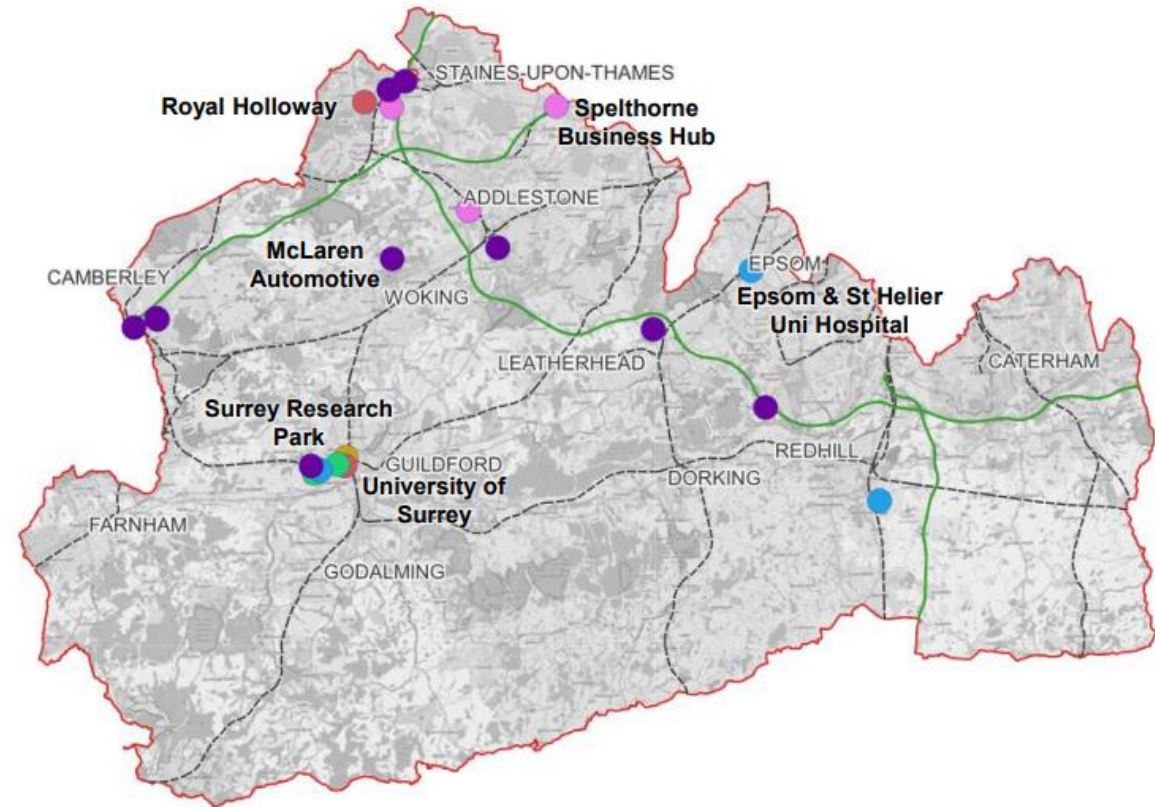 STAINES-UPON-THAMES
Royal Holloway
Spelthorne
Business Hub
ADDLESTONE
McLaren
Automotive
CAMBERLEY
WOKING
EPSOM
Epsom & St Helier
Uni Hospital
LEATHERHEAD
CATERHAM
Surrey Research
Park
REDHILL
GUILDFORD
DORKING
University of
Surrey
FARNHAM
GODALMING